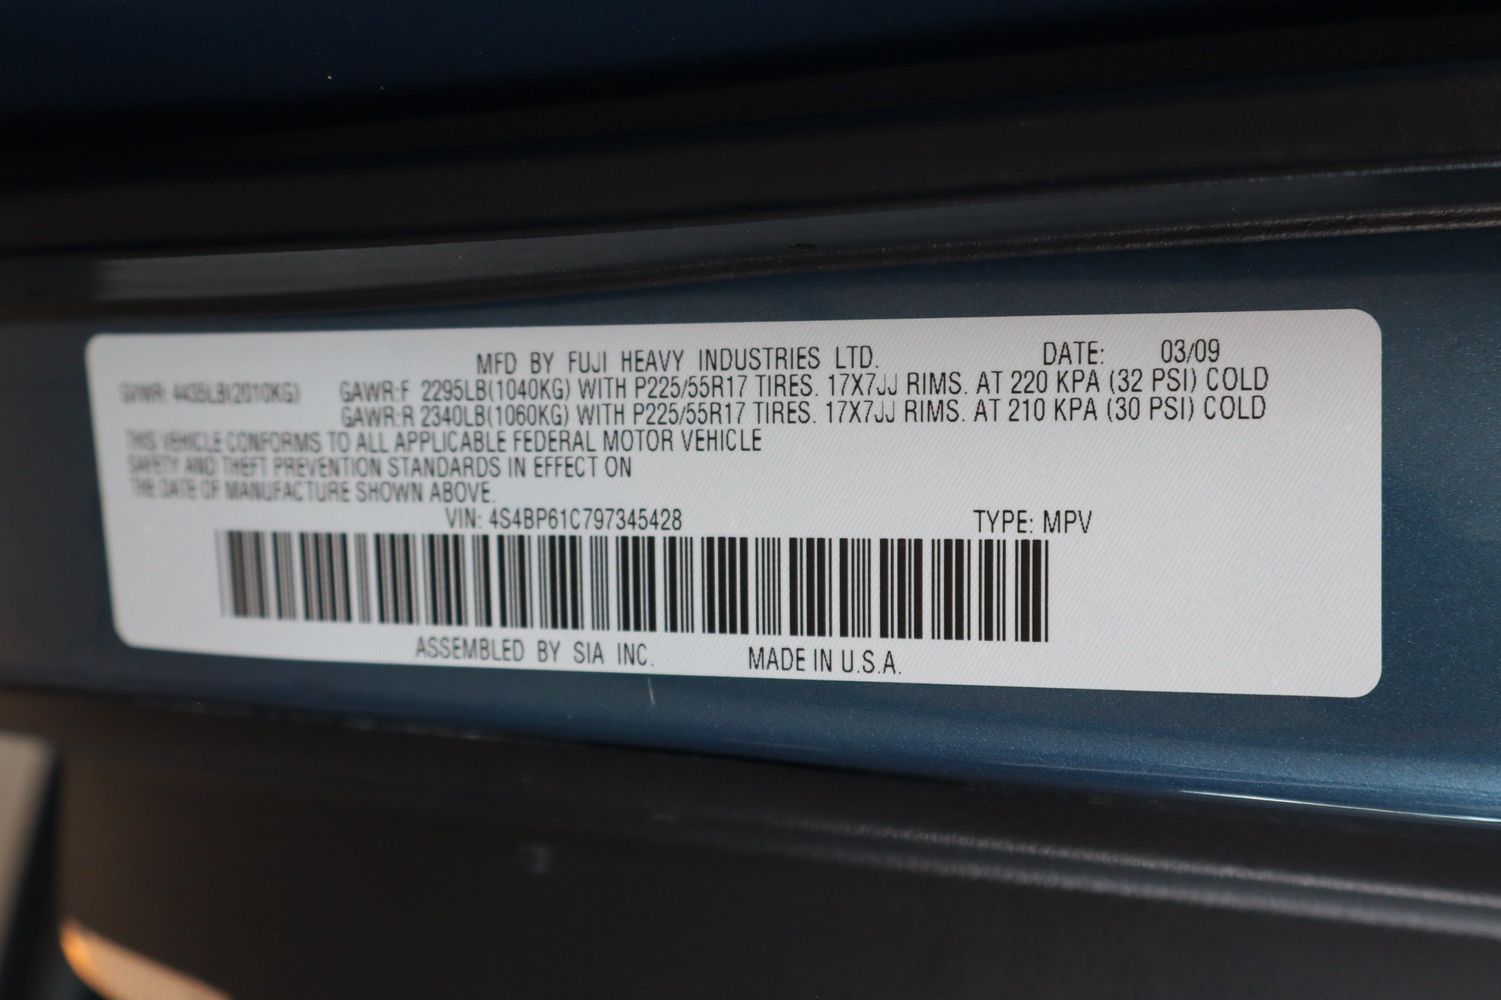 MFD BY FUJI HEAVY INDUSTRIES LTD. DATE: 03/09
GVWR: 4435LB(2010KG) GAWR:F 2295LB(1040KG) WITH P225/55R17 TIRES. 17X7JJ RIMS. AT 220 KPA (32 PSI) COLD
GAWR:R 2340LB(1060KG) WITH P225/55R17 TIRES. 17X7JJ RIMS. AT 210 KPA (30 PSI) COLD
THIS VEHICLE CONFORMS TO ALL APPLICABLE FEDERAL MOTOR VEHICLE
SAFETY AND THEFT PREVENTION STANDARDS IN EFFECT ON
THE DATE OF MANUFACTURE SHOWN ABOVE.
VIN: 4S4BP61C797345428 TYPE: MPV
ASSEMBLED BY SIA INC. MADE IN U.S.A.